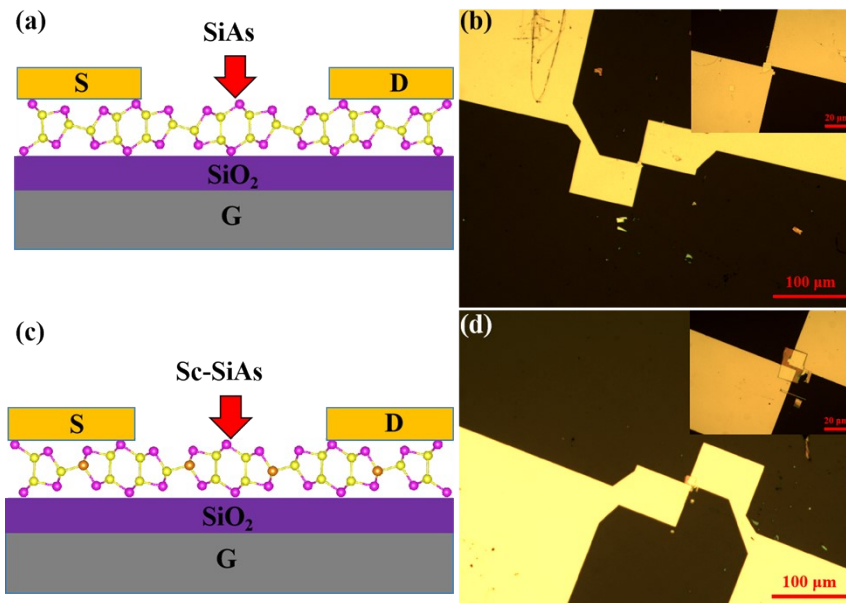 (a)
SiAs
S
D
SiO₂
G
(b)
20 µm
100 µm
(c)
Sc-SiAs
S
D
SiO₂
G
(d)
20 µm
100 µm